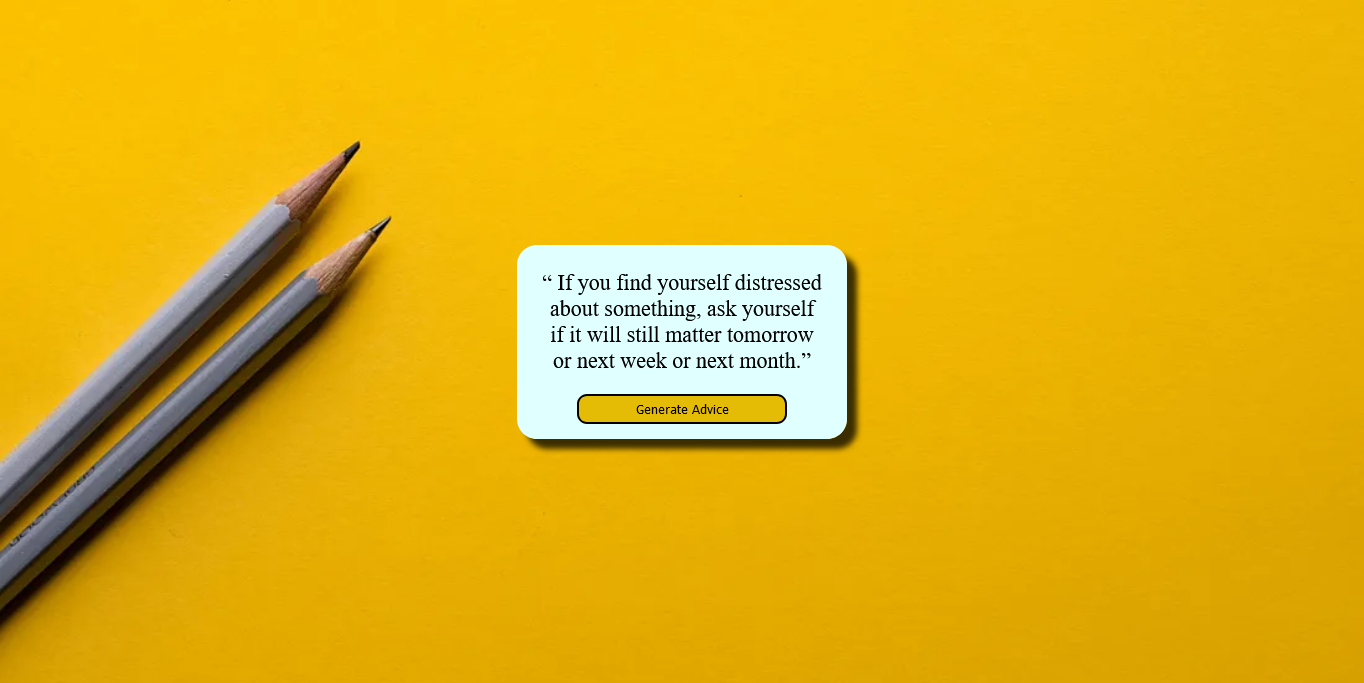 “ If you find yourself distressed
about something, ask yourself
if it will still matter tomorrow
or next week or next month.”
Generate Advice